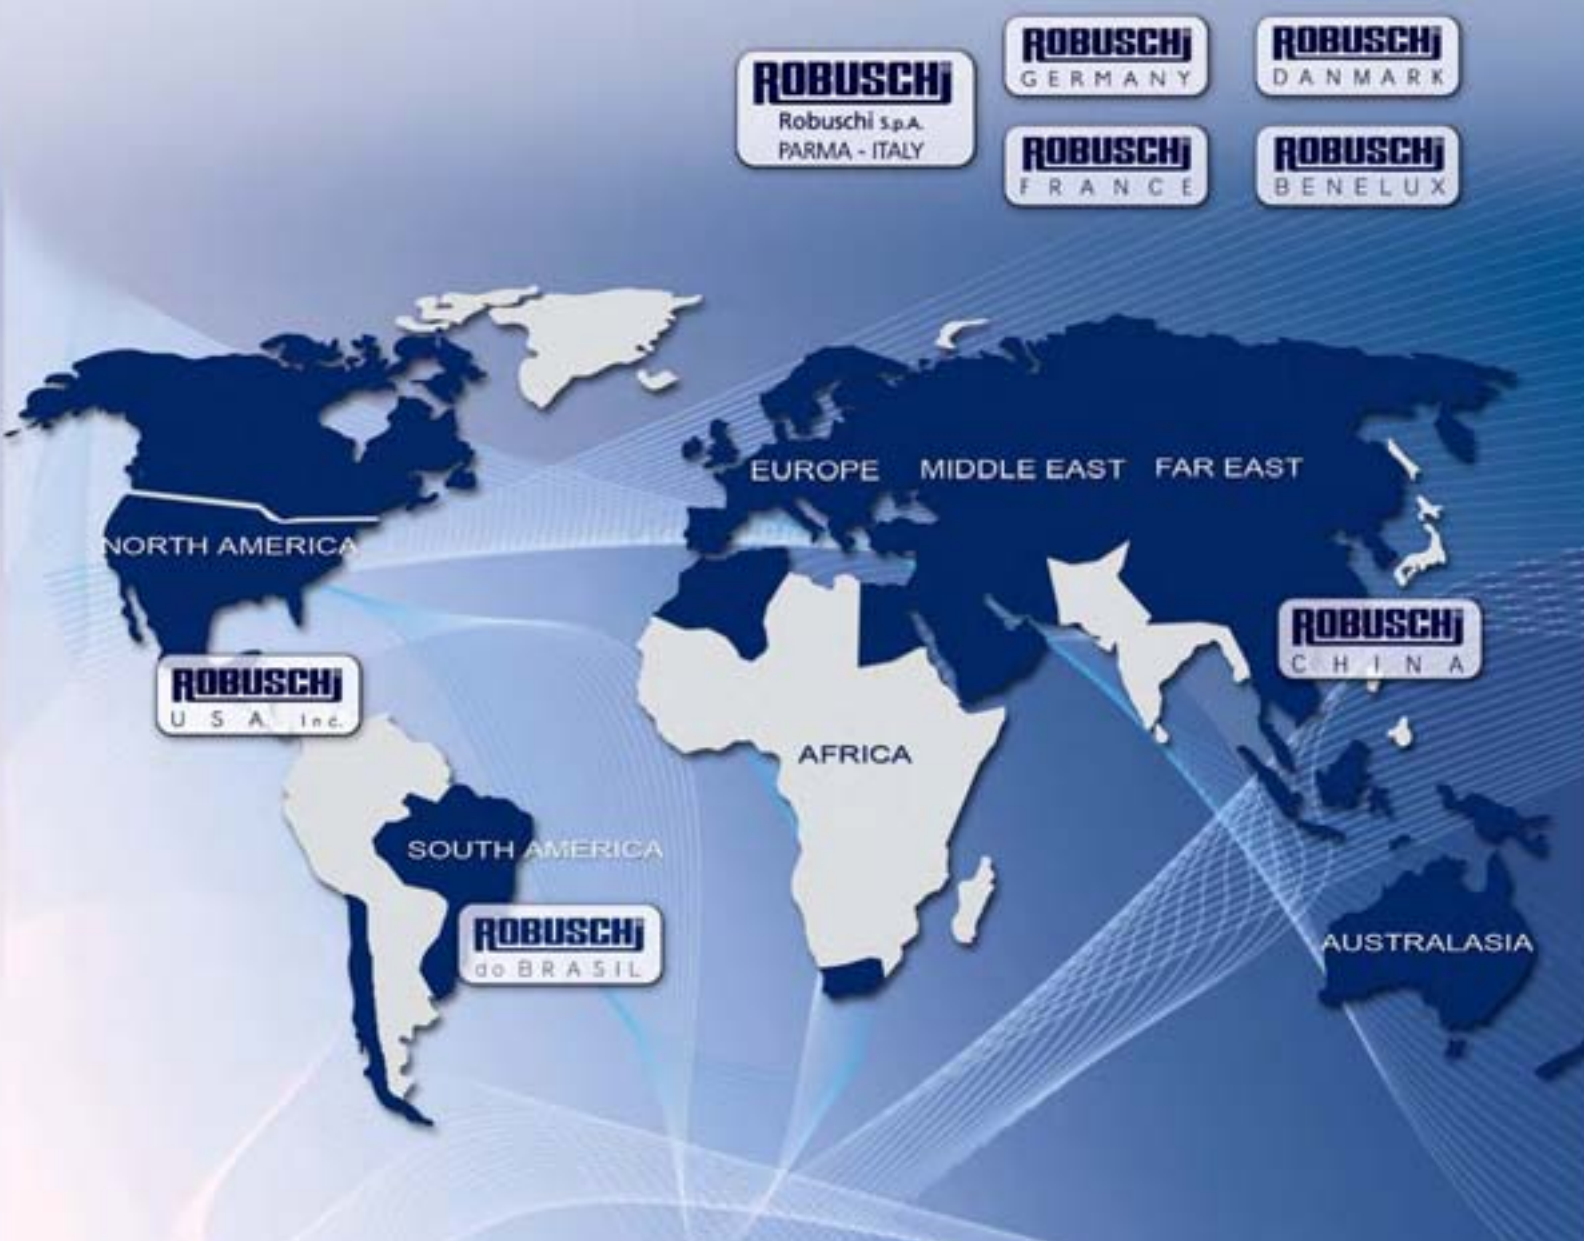 ROBUSCHi
Robuschi S.p.A.
PARMA - ITALY
ROBUSCHi
GERMANY
ROBUSCHi
DANMARK
ROBUSCHi
FRANCE
ROBUSCHi
BENELUX
EUROPE
MIDDLE EAST
FAR EAST
NORTH AMERICA
ROBUSCHi
CHINA
ROBUSCHi
USA Inc.
AFRICA
SOUTH AMERICA
ROBUSCHi
do BRASIL
AUSTRALASIA